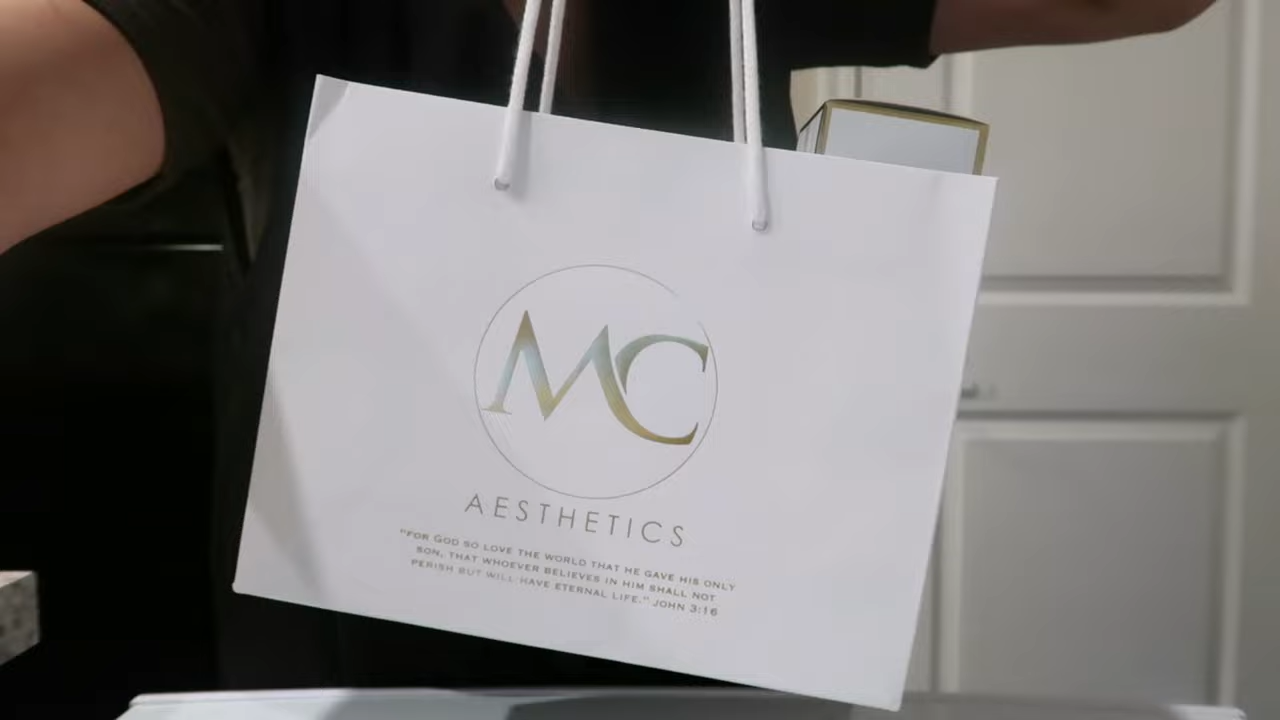 MC
AESTHETICS
"FOR GOD SO LOVE THE WORLD THAT HE GAVE HIS ONLY
SON, THAT WHOEVER BELIEVES IN HIM SHALL NOT
PERISH BUT WILL HAVE ETERNAL LIFE." JOHN 3:16